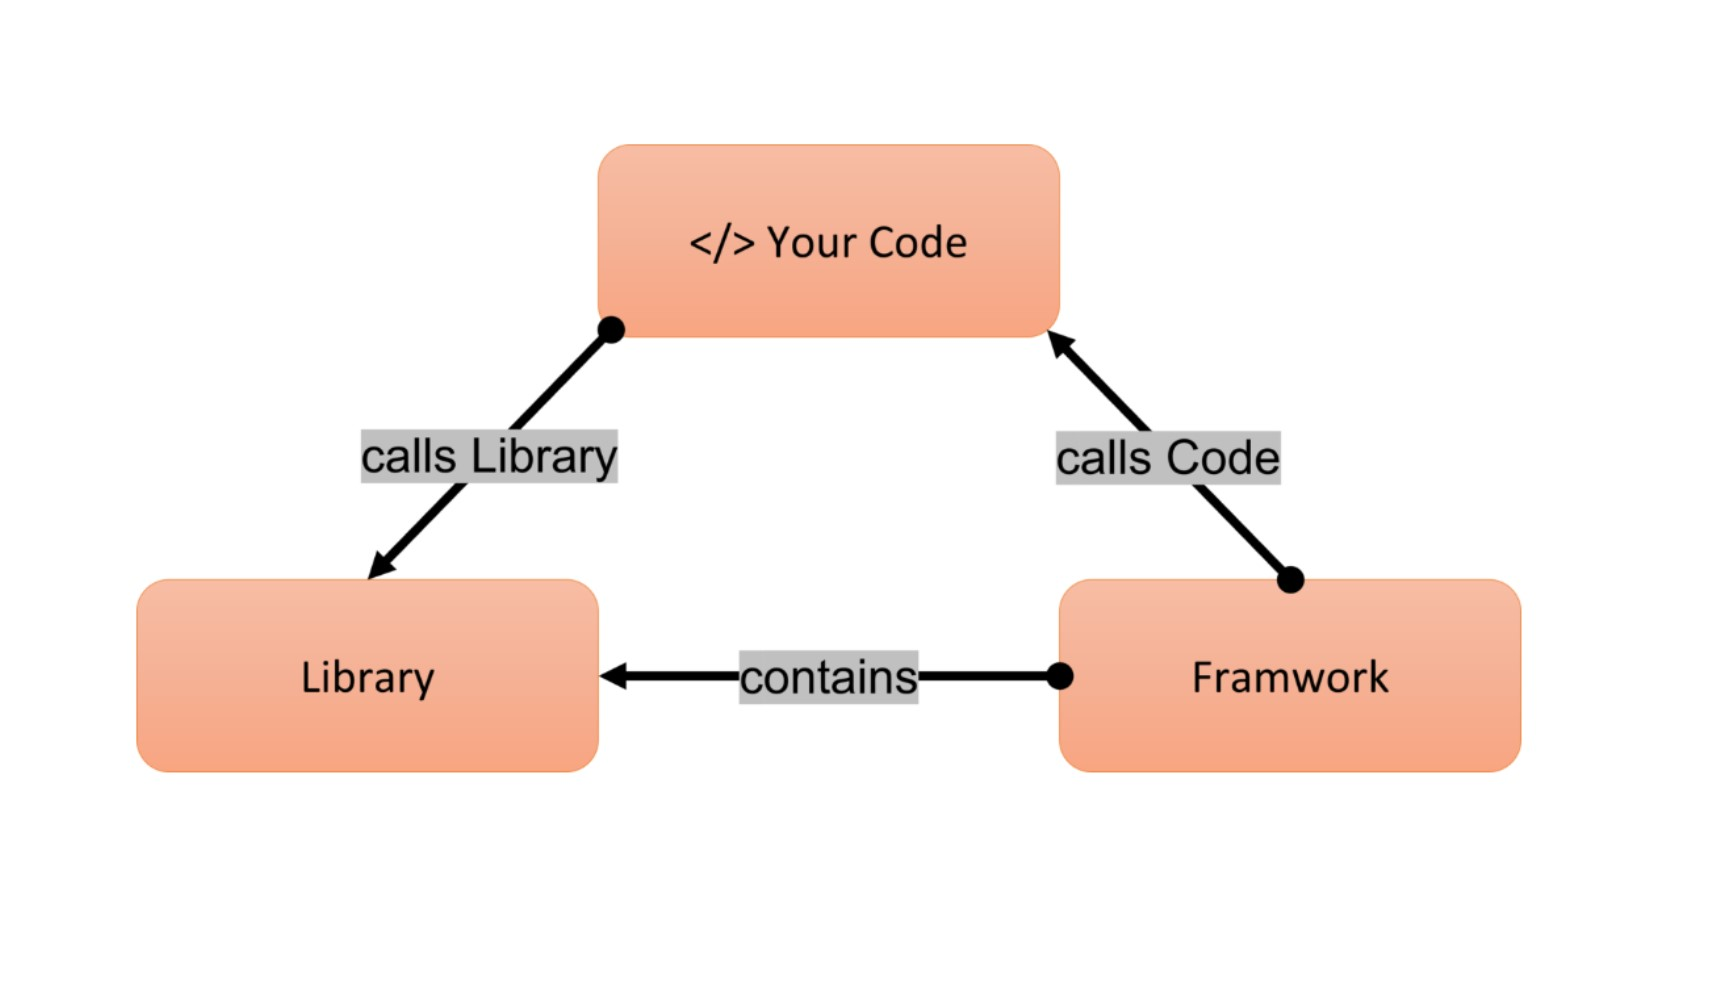 </> Your Code
calls Library
calls Code
Library
contains
Framwork